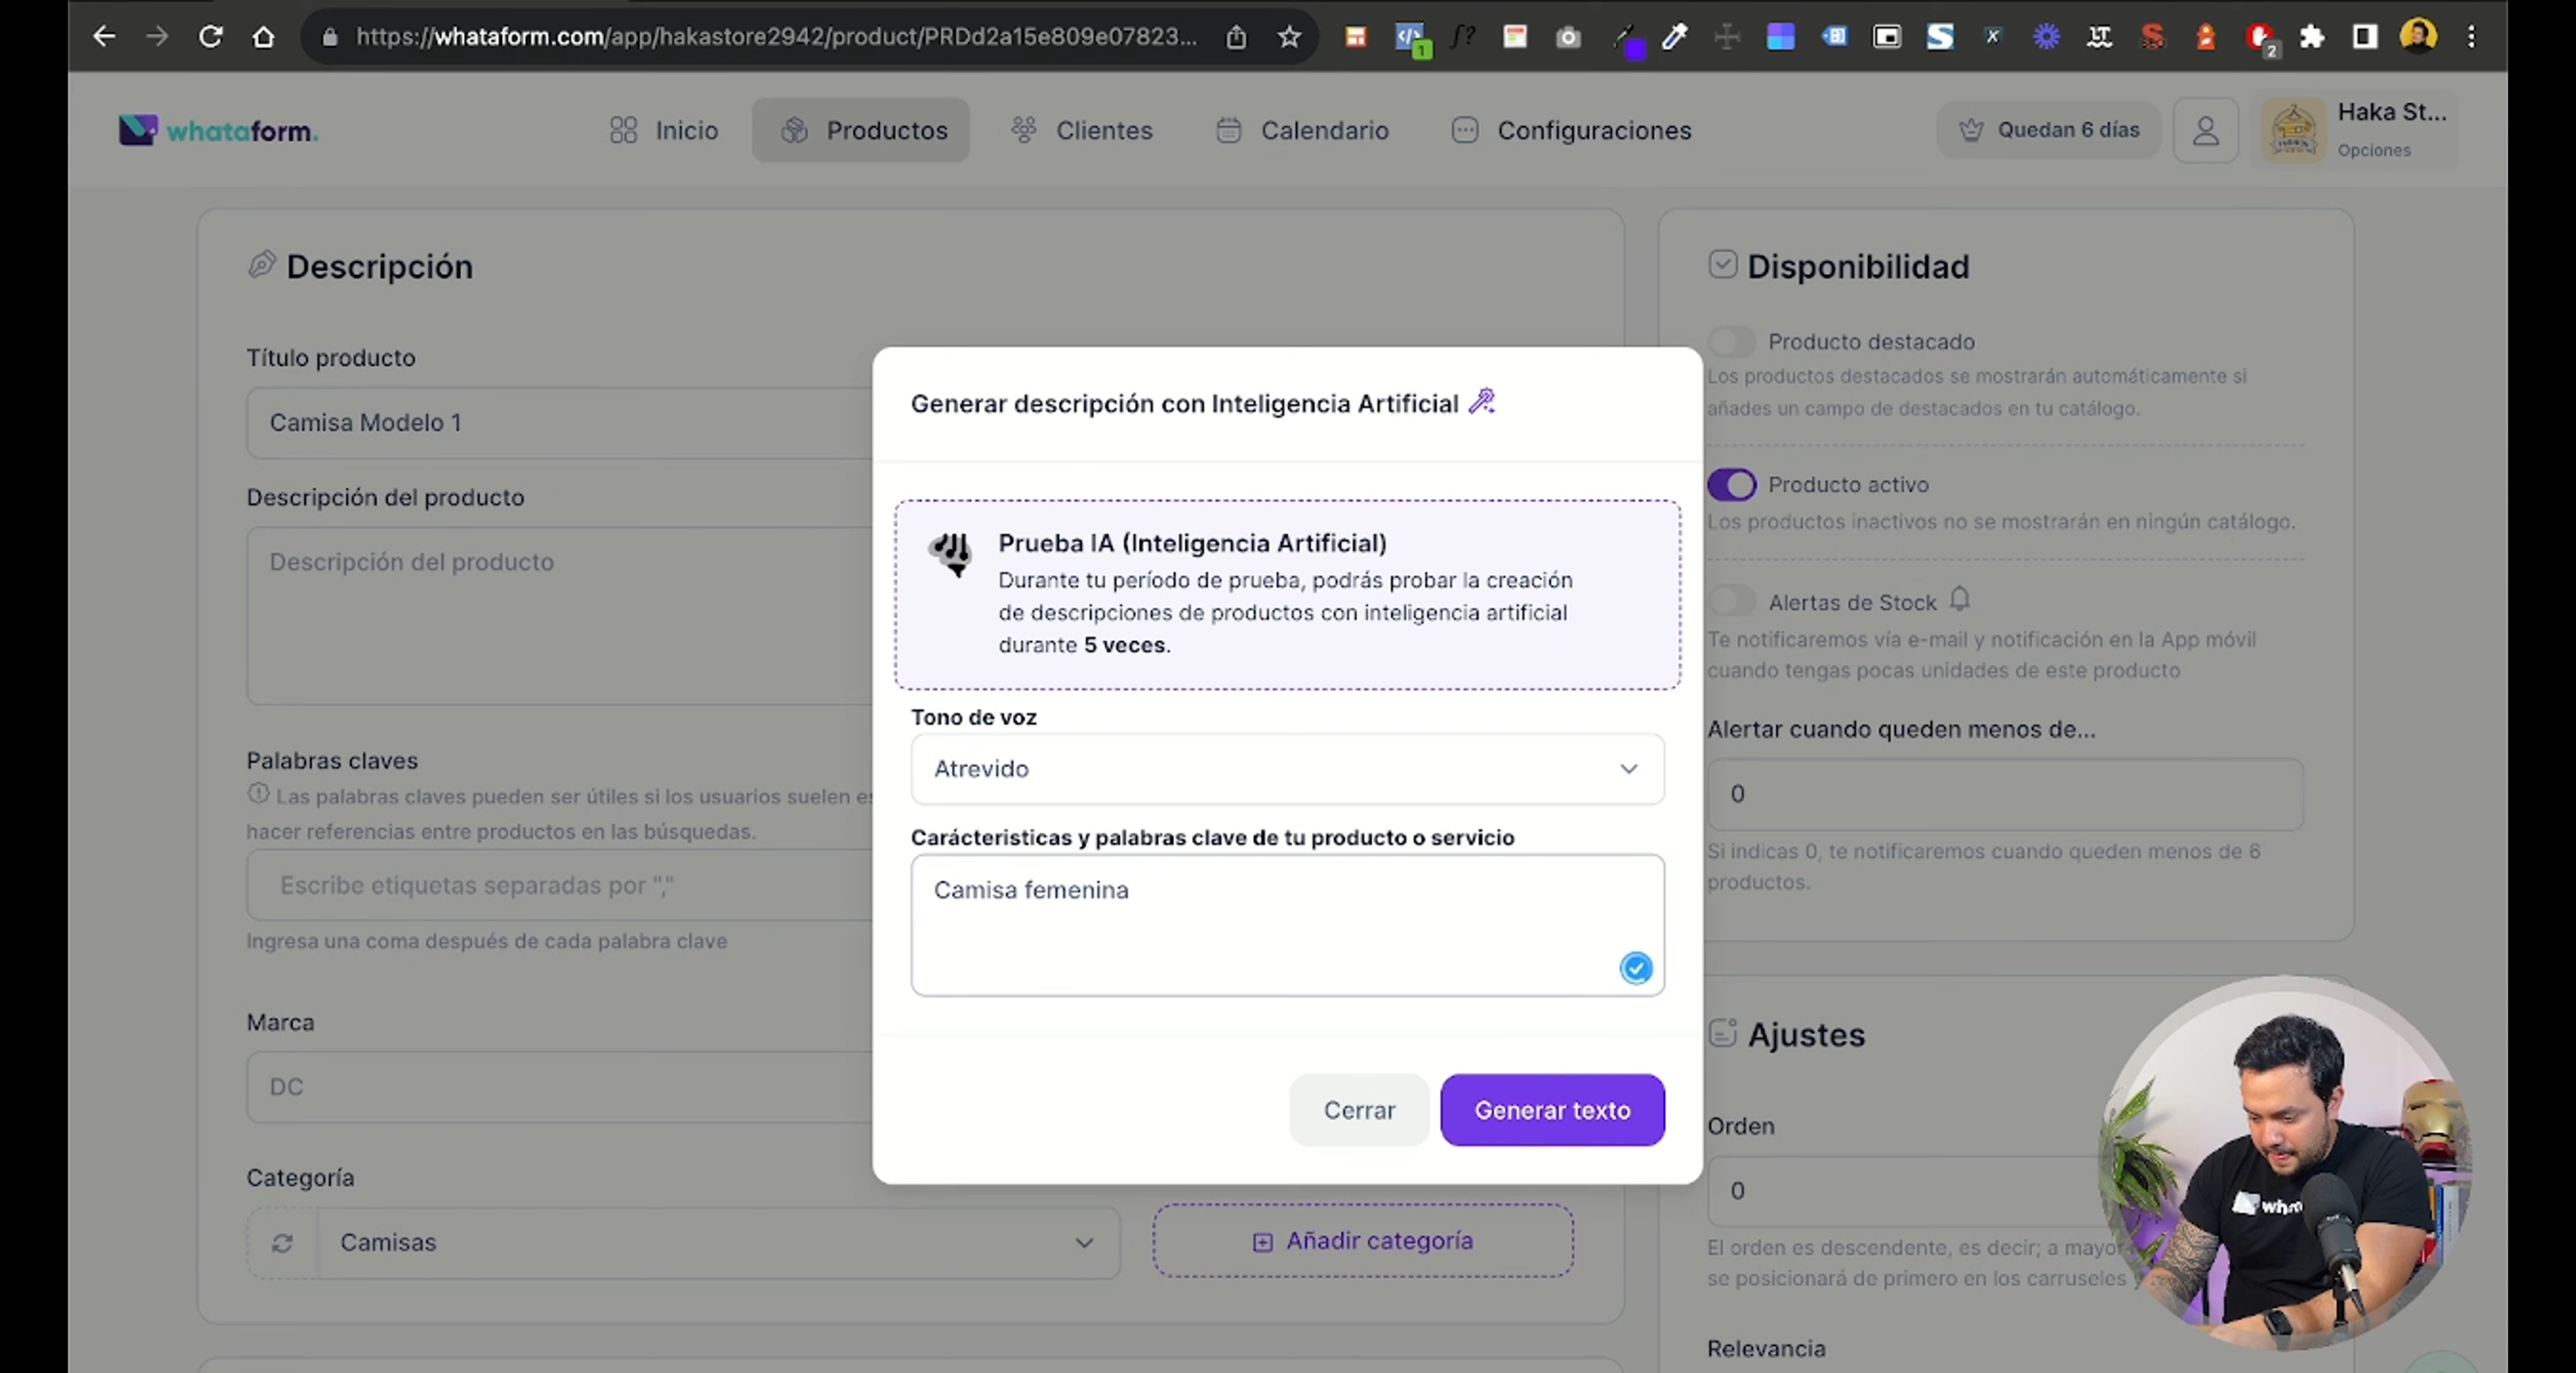 https://whataform.com/app/hakastore2942/product/PRDd2a15e809e07823...
1
2
whataform.
Inicio
Productos
Clientes
Calendario
Configuraciones
Quedan 6 días
Haka St...
Opciones
Descripción
Título producto
Camisa Modelo 1
Descripción del producto
Descripción del producto
Palabras claves
Las palabras claves pueden ser útiles si los usuarios suelen
hacer referencias entre productos en las búsquedas.
Escribe etiquetas separadas por ","
Ingresa una coma después de cada palabra clave
Marca
DC
Categoría
Camisas
Añadir categoría
Generar descripción con Inteligencia Artificial
Prueba IA (Inteligencia Artificial)
Durante tu período de prueba, podrás probar la creación
de descripciones de productos con inteligencia artificial
durante 5 veces.
Tono de voz
Atrevido
Carácteristicas y palabras clave de tu producto o servicio
Camisa femenina
Cerrar
Generar texto
Disponibilidad
Producto destacado
Los productos destacados se mostrarán automáticamente si
añades un campo de destacados en tu catálogo.
Producto activo
Los productos inactivos no se mostrarán en ningún catálogo.
Alertas de Stock
Te notificaremos vía e-mail y notificación en la App móvil
cuando tengas pocas unidades de este producto
Alertar cuando queden menos de...
0
Si indicas 0, te notificaremos cuando queden menos de 6
productos.
Ajustes
Orden
0
El orden es descendente, es decir; a mayor
se posicionará de primero en los carruseles
Relevancia